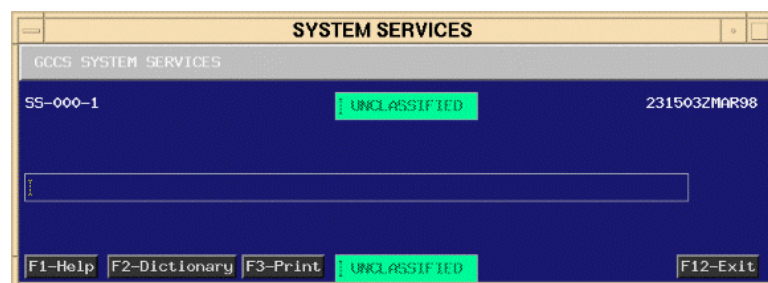 SYSTEM SERVICES
GCCS SYSTEM SERVICES
SS-000-1 UNCLASSIFIED 231503ZMAR98
F1-Help F2-Dictionary F3-Print UNCLASSIFIED F12-Exit